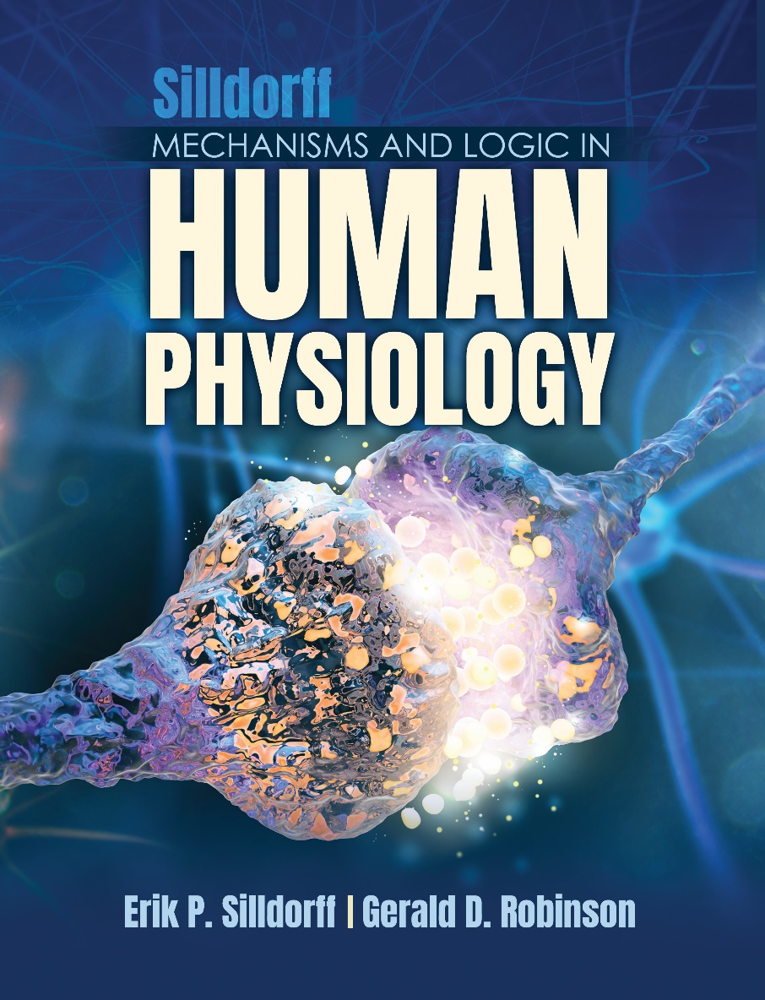 Silldorff
MECHANISMS AND LOGIC IN
HUMAN
PHYSIOLOGY
Erik P. Silldorff | Gerald D. Robinson